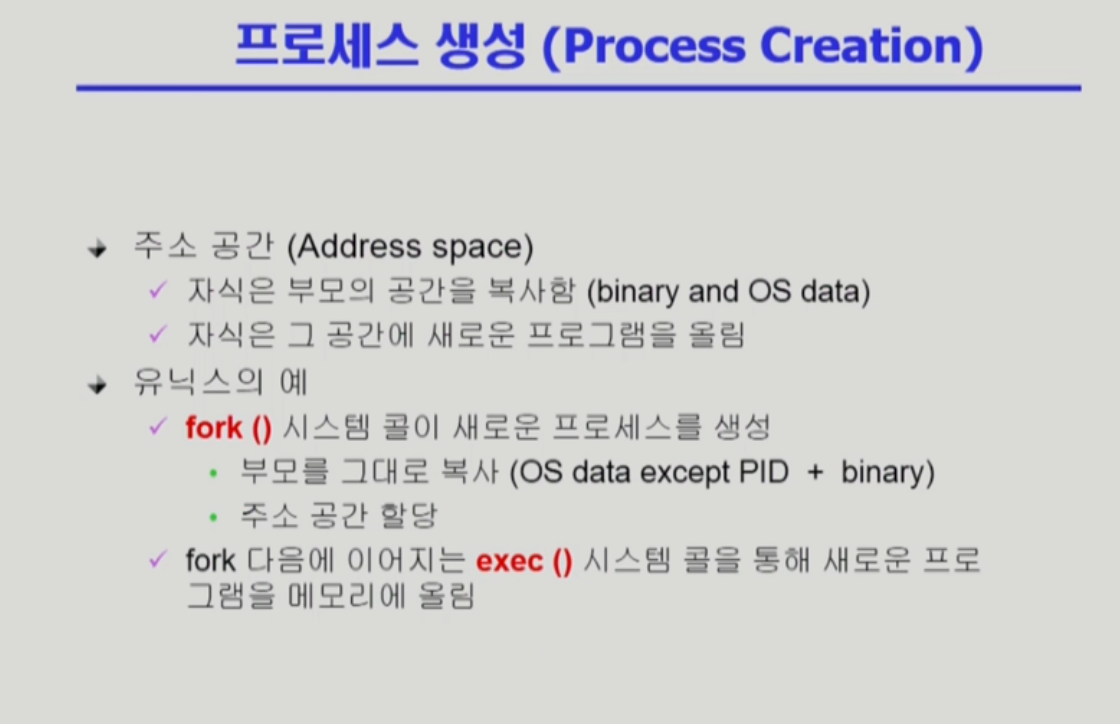 프로세스 생성 (Process Creation)
주소 공간 (Address space)
자식은 부모의 공간을 복사함 (binary and OS data)
자식은 그 공간에 새로운 프로그램을 올림
유닉스의 예
fork () 시스템 콜이 새로운 프로세스를 생성
부모를 그대로 복사 (OS data except PID + binary)
주소 공간 할당
fork 다음에 이어지는 exec () 시스템 콜을 통해 새로운 프로
그램을 메모리에 올림